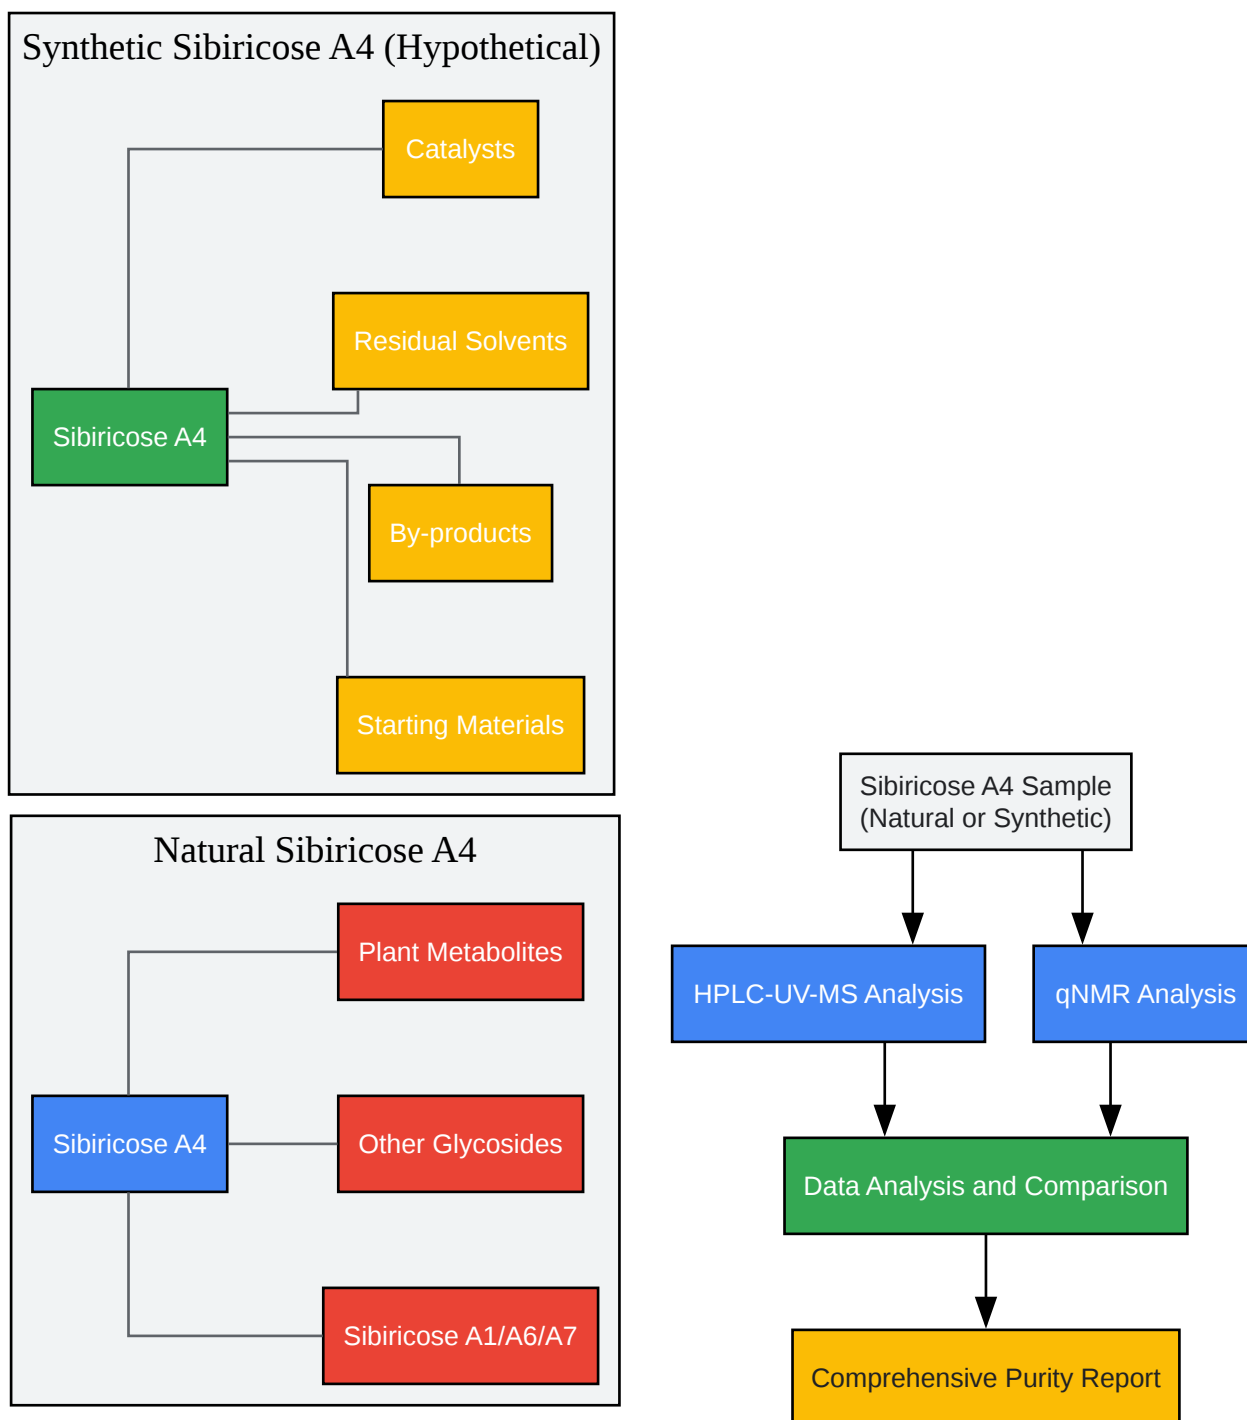 Synthetic Sibiricose A4 (Hypothetical)
Catalysts
Residual Solvents
Sibiricose A4
By-products
Starting Materials
Natural Sibiricose A4
Plant Metabolites
Sibiricose A4
Other Glycosides
Sibiricose A1/A6/A7
Sibiricose A4 Sample
(Natural or Synthetic)
HPLC-UV-MS Analysis
qNMR Analysis
Data Analysis and Comparison
Comprehensive Purity Report